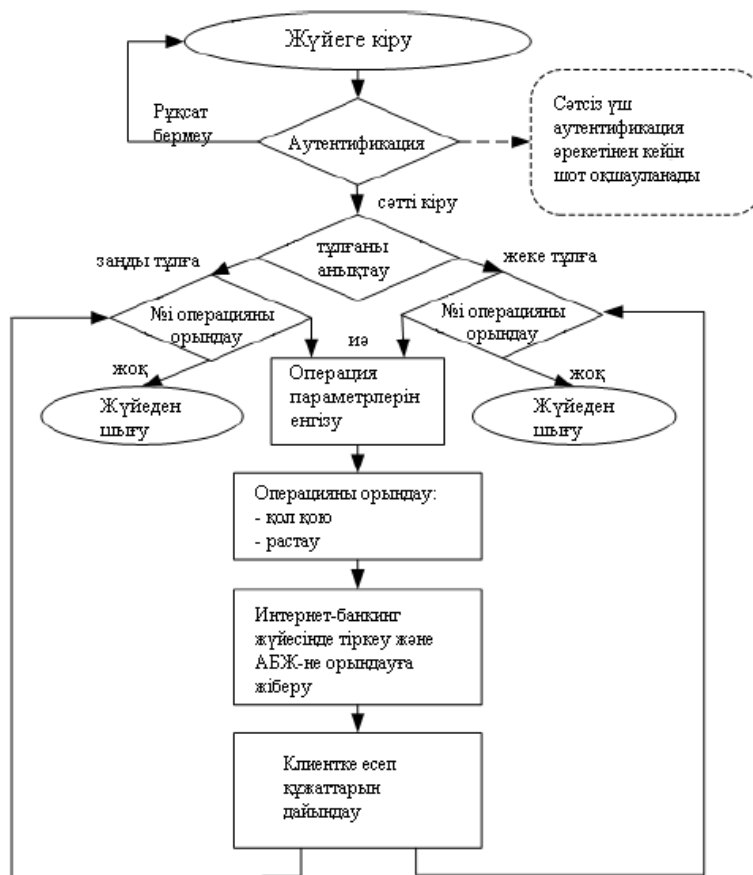 Жүйеге кіру
Рұқсат
бермеу
Аутентификация
Сәтсіз үш
аутентификация
әрекетінен кейін
шот оқшауланады
сәтті кіру
заңды тұлға
тұлғаны
анықтау
жеке тұлға
№і операцияны
орындау
№і операцияны
орындау
иә
жоқ
жоқ
Жүйеден
шығу
Операция
параметрлерін
енгізу
Жүйеден
шығу
Операцияны орындау:
- қол қою
- растау
Интернет-банкинг
жүйесінде тіркеу және
АБЖ-не орындауға
жіберу
Клиентке есеп
құжаттарын
дайындау